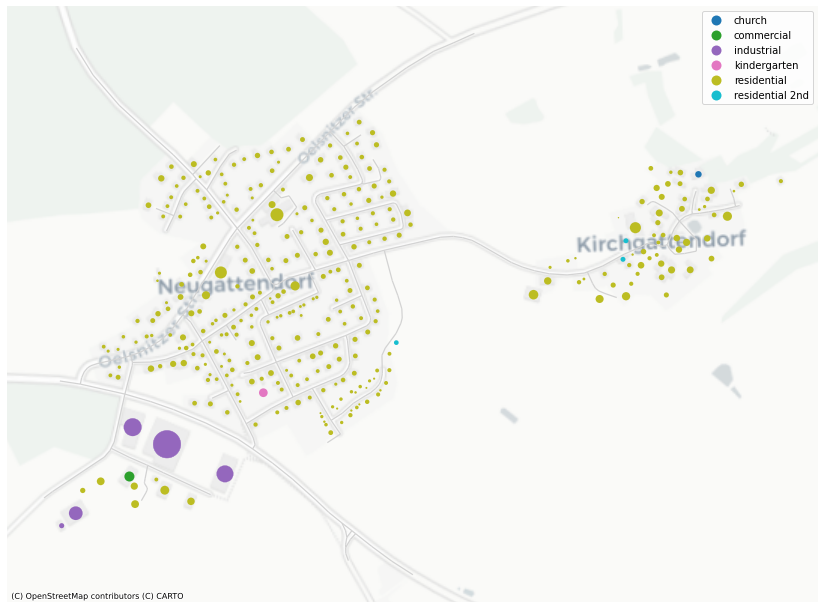 church
commercial
industrial
kindergarten
residential
residential 2nd
Oelsnitzer Str.
Kirchgattendorf
Neugattendorf
Oelsnitzer Str.
(C) OpenStreetMap contributors (C) CARTO